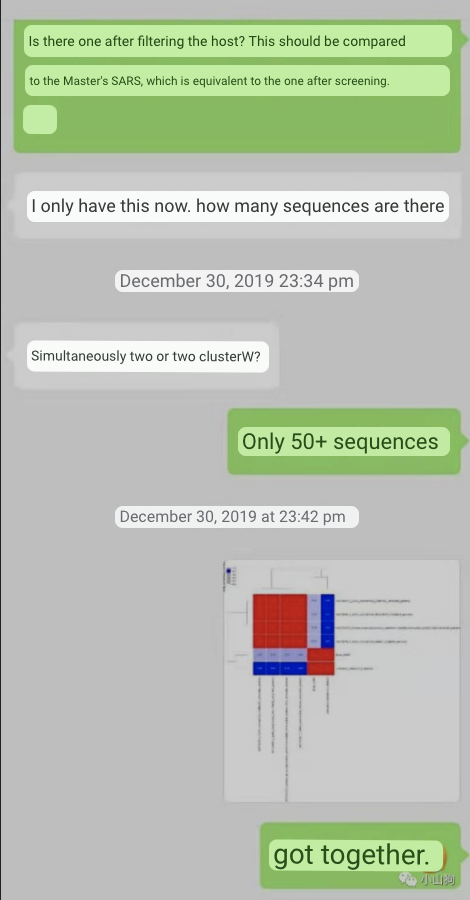 Is there one after filtering the host? This should be compared
to the Master's SARS, which is equivalent to the one after screening.
I only have this now. how many sequences are there
December 30, 2019 23:34 pm
Simultaneously two or two clusterW?
Only 50+ sequences
December 30, 2019 at 23:42 pm
got together.
小山狗